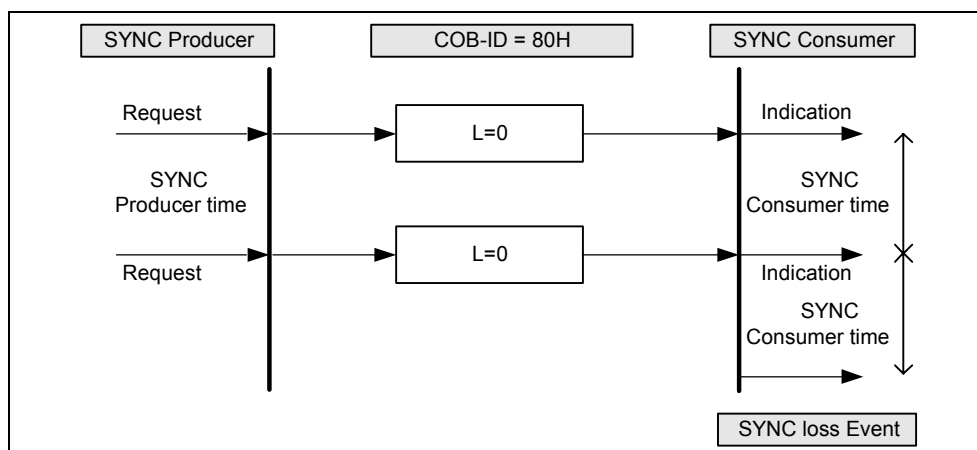 SYNC Producer
COB-ID = 80H
SYNC Consumer
Request
L=0
Indication
SYNC
Producer time
SYNC
Consumer time
Request
L=0
Indication
SYNC
Consumer time
SYNC loss Event